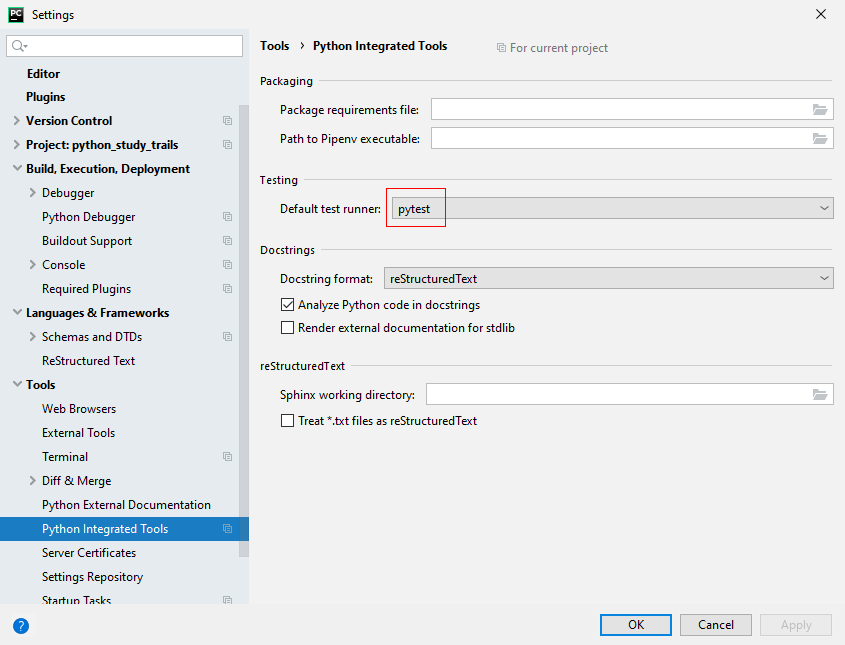 PC Settings
Editor
Plugins
Version Control
Project: python_study_trails
Build, Execution, Deployment
Debugger
Python Debugger
Buildout Support
Console
Required Plugins
Languages & Frameworks
Schemas and DTDs
ReStructured Text
Tools
Web Browsers
External Tools
Terminal
Diff & Merge
Python External Documentation
Python Integrated Tools
Server Certificates
Settings Repository
Startup Tasks
Tools › Python Integrated Tools For current project
Packaging
Package requirements file:
Path to Pipenv executable:
Testing
Default test runner: pytest
Docstrings
Docstring format: reStructuredText
Analyze Python code in docstrings
Render external documentation for stdlib
reStructuredText
Sphinx working directory:
Treat *.txt files as reStructuredText
? OK Cancel Apply